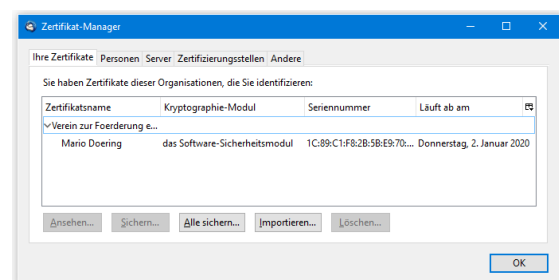 Zertifikat-Manager
Ihre Zertifikate Personen Server Zertifizierungsstellen Andere
Sie haben Zertifikate dieser Organisationen, die Sie identifizieren:
Zertifikatsname Kryptographie-Modul Seriennummer Läuft ab am
Verein zur Foerderung e...
Mario Doering das Software-Sicherheitsmodul 1C:89:C1:F8:2B:5B:E9:70:... Donnerstag, 2. Januar 2020
Ansehen... Sichern... Alle sichern... Importieren... Löschen...
OK